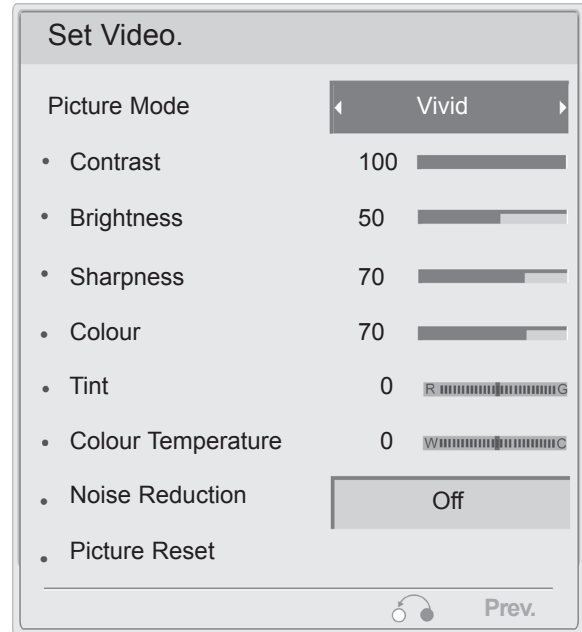 Set Video.
Picture Mode Vivid
• Contrast 100
• Brightness 50
• Sharpness 70
• Colour 70
• Tint 0 R G
• Colour Temperature 0 W C
• Noise Reduction Off
• Picture Reset
Prev.